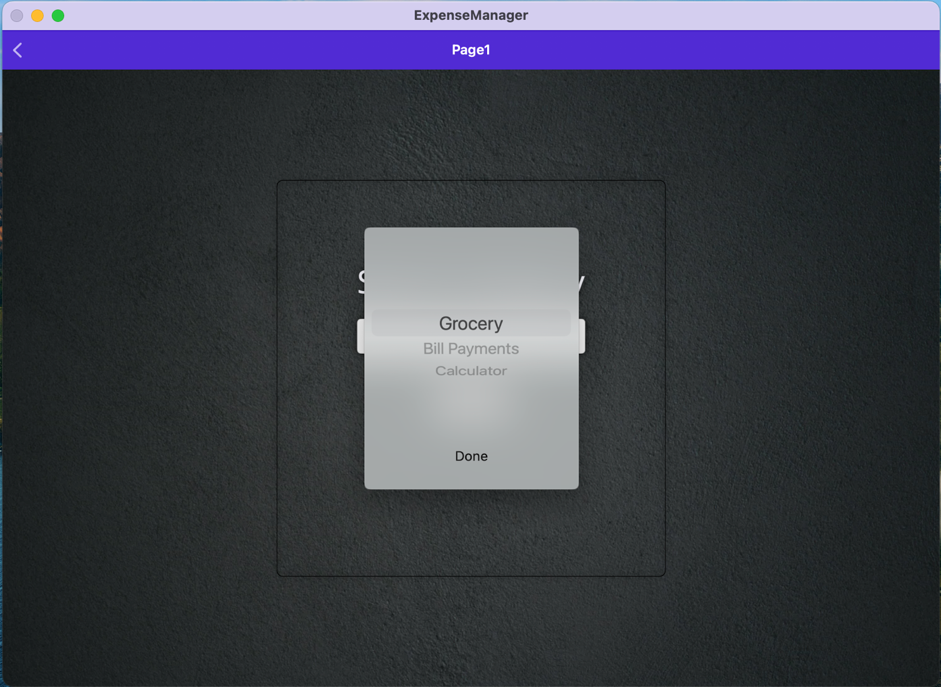 ExpenseManager
Page1
Grocery
Bill Payments
Calculator
Done